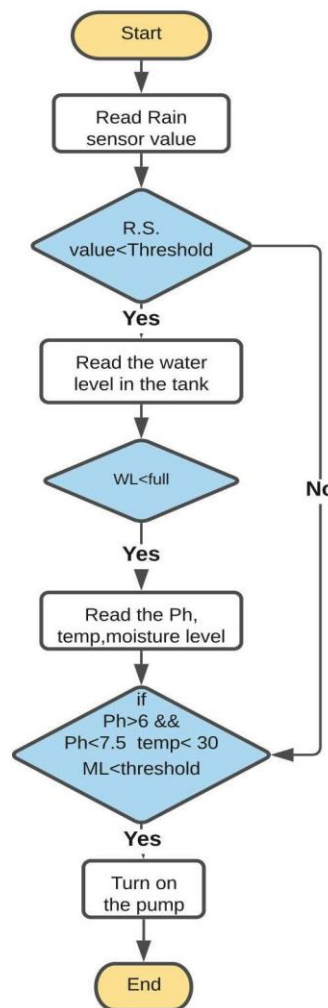 Start
Read Rain
sensor value
R.S.
value<Threshold
Yes
Read the water
level in the tank
WL<full
No
Yes
Read the Ph,
temp,moisture level
if
Ph>6 &&
Ph<7.5  temp< 30
ML<threshold
Yes
Turn on
the pump
End